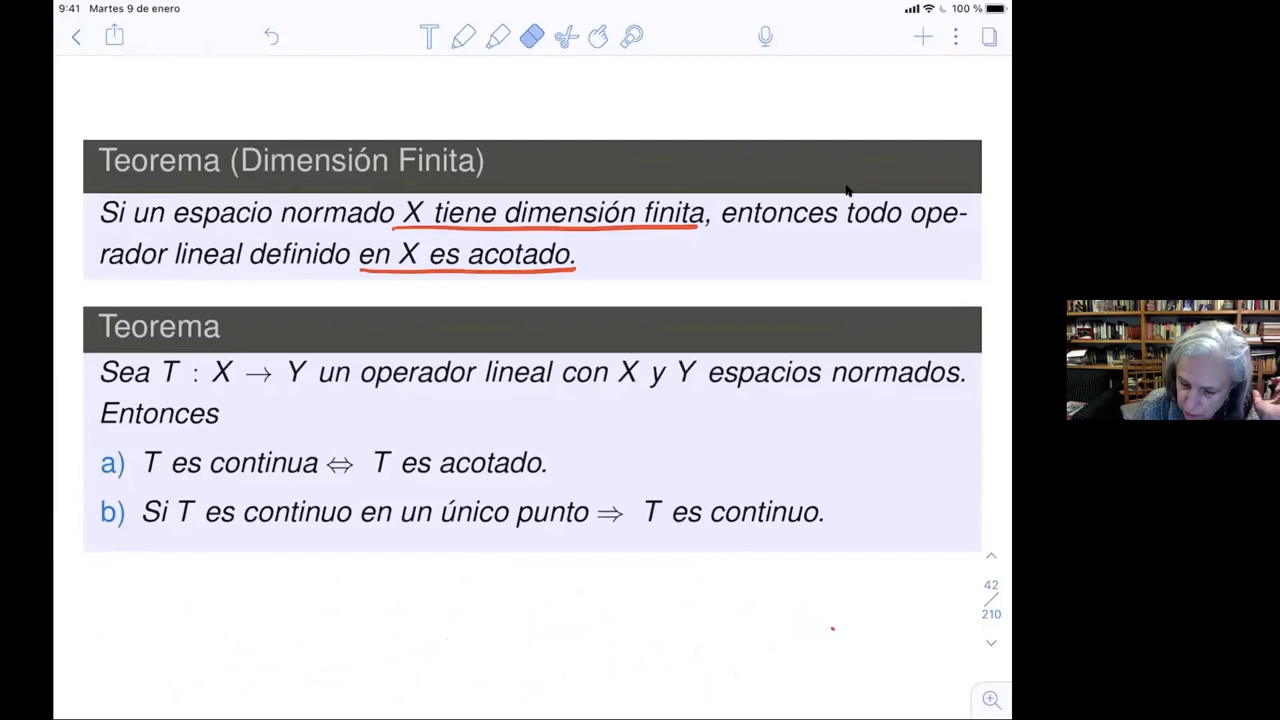 9:41 Martes 9 de enero 100 %
Teorema (Dimensión Finita)
Si un espacio normado X tiene dimensión finita, entonces todo ope-
rador lineal definido en X es acotado.
Teorema
Sea T : X → Y un operador lineal con X y Y espacios normados.
Entonces
a) T es continua ⇔ T es acotado.
b) Si T es continuo en un único punto ⇒ T es continuo.
42
210